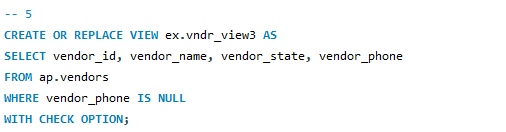 -- 5
CREATE OR REPLACE VIEW ex.vndr_view3 AS
SELECT vendor_id, vendor_name, vendor_state, vendor_phone
FROM ap.vendors
WHERE vendor_phone IS NULL
WITH CHECK OPTION;